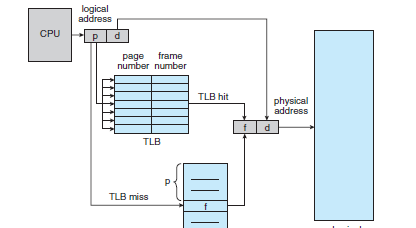 logical
address
CPU
p d
page frame
number number
TLB hit
physical
address
f d
TLB
p
TLB miss
f